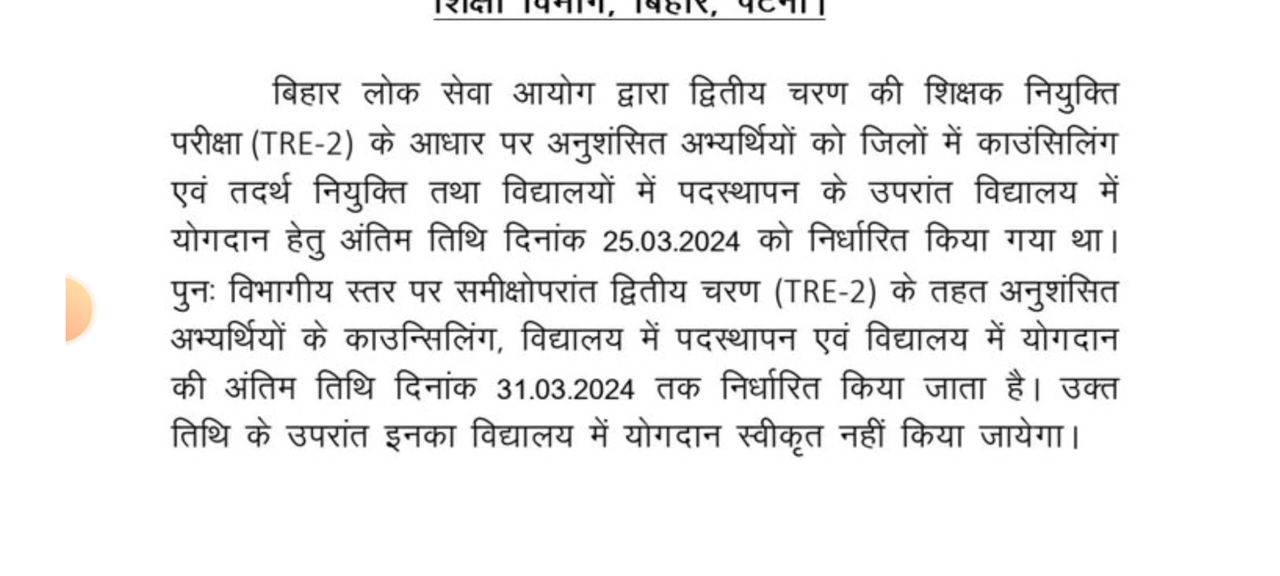 शिक्षा विभाग, बिहार, पटना।
बिहार लोक सेवा आयोग द्वारा द्वितीय चरण की शिक्षक नियुक्ति
परीक्षा (TRE-2) के आधार पर अनुशंसित अभ्यर्थियों को जिलों में काउंसिलिंग
एवं तदर्थ नियुक्ति तथा विद्यालयों में पदस्थापन के उपरांत विद्यालय में
योगदान हेतु अंतिम तिथि दिनांक 25.03.2024 को निर्धारित किया गया था।
पुनः विभागीय स्तर पर समीक्षोपरांत द्वितीय चरण (TRE-2) के तहत अनुशंसित
अभ्यर्थियों के काउन्सिलिंग, विद्यालय में पदस्थापन एवं विद्यालय में योगदान
की अंतिम तिथि दिनांक 31.03.2024 तक निर्धारित किया जाता है। उक्त
तिथि के उपरांत इनका विद्यालय में योगदान स्वीकृत नहीं किया जायेगा।